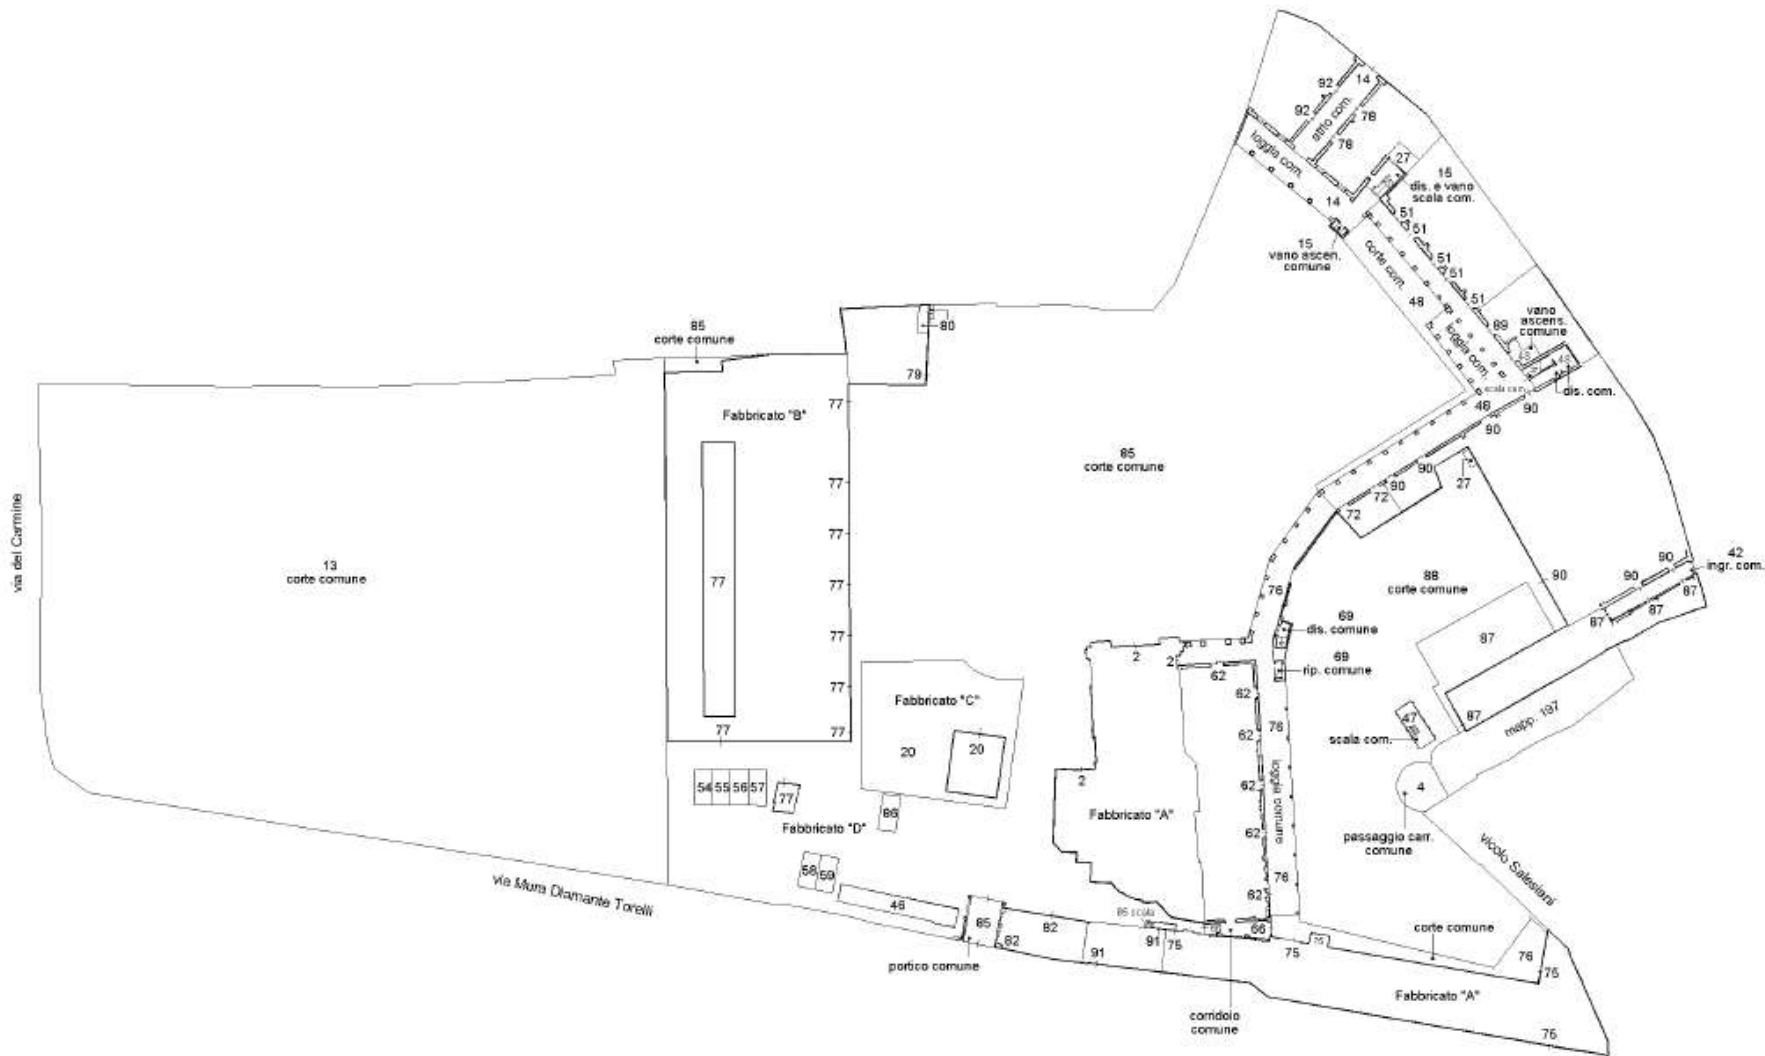 92
14
92
atrio com.
78
78
loggia com.
27
15
dis. e vano
scala com.
14
51
51
15
vano ascen.
comune
corte com.
51
51
51
48
vano
ascens.
comune
89
loggia com.
48
scala com.
dis. com.
48
90
90
90
90
72
72
27
85
corte comune
80
79
Fabbricato "B"
77
77
77
77
77
77
77
77
77
85
corte comune
via del Carmine
13
corte comune
88
corte comune
90
90
90
42
ingr. com.
87
87
87
87
87
76
69
dis. comune
69
rip. comune
2
2
62
62
62
62
62
62
76
loggia comune
76
Fabbricato "C"
20
20
2
Fabbricato "A"
mapp. 197
47
scala com.
4
passaggio carr.
comune
vicolo Salesiani
54
55
56
57
77
86
Fabbricato "D"
58
59
46
via Mura Diamante Torelli
85
portico comune
82
82
85 scala
91
91
75
66
corridoio
comune
75
75
corte comune
76
75
Fabbricato "A"
75